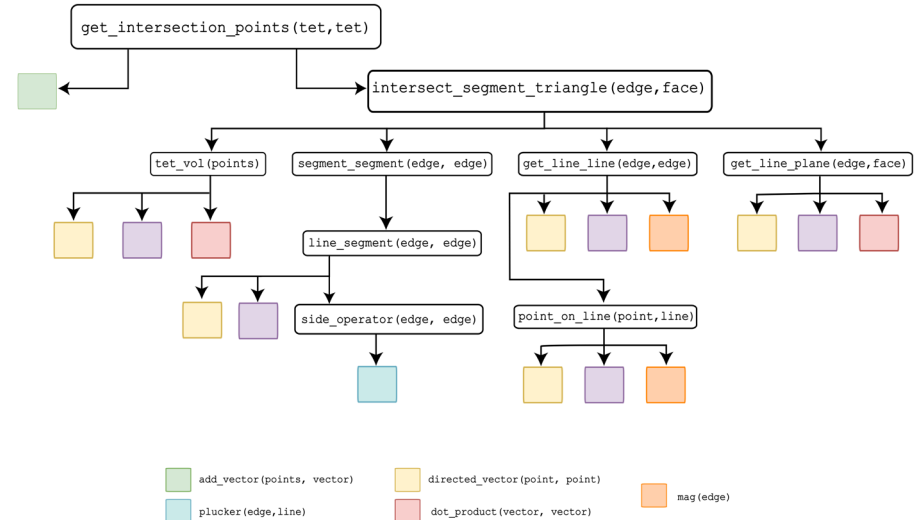 get_intersection_points(tet,tet)
intersect_segment_triangle(edge,face)
tet_vol(points)
segment_segment(edge, edge)
get_line_line(edge,edge)
get_line_plane(edge,face)
line_segment(edge, edge)
side_operator(edge, edge)
point_on_line(point,line)
add_vector(points, vector)
directed_vector(point, point)
mag(edge)
plucker(edge,line)
dot_product(vector, vector)